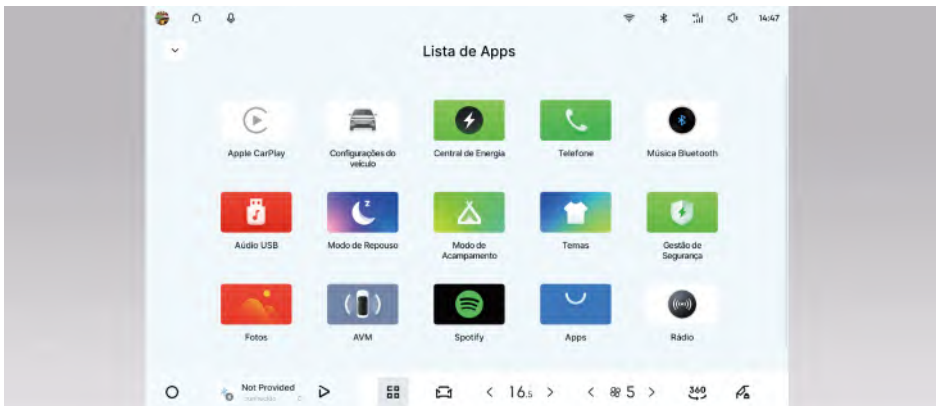 14:47
Lista de Apps
Apple CarPlay
Configurações do
veículo
Central de Energia
Telefone
Música Bluetooth
Aúdio USB
Modo de Repouso
Modo de
Acampamento
Temas
Gestão de
Segurança
Fotos
AVM
Spotify
Apps
Rádio
Not Provided
16.5
5
360